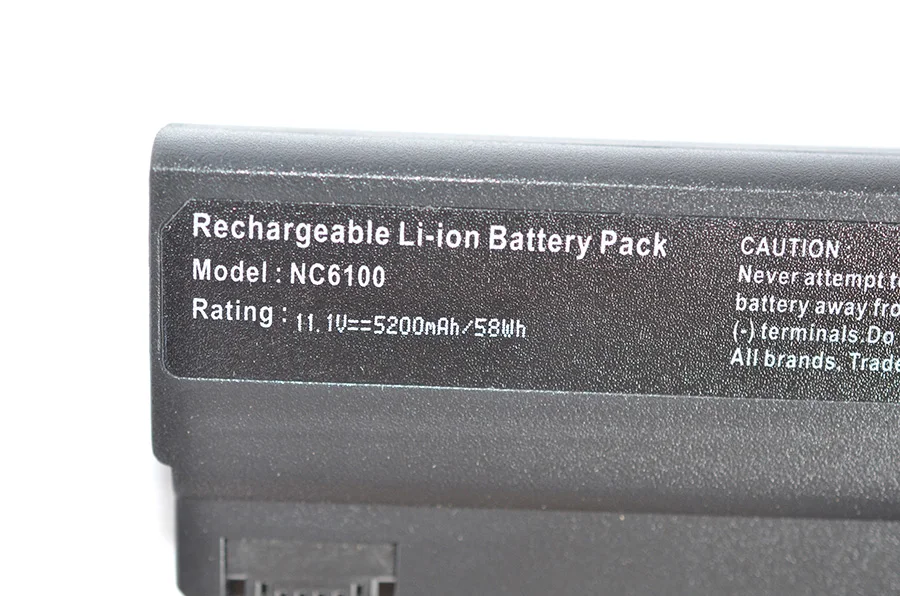 Rechargeable Li-ion Battery Pack
Model : NC6100
Rating : 11.1V==5200mAh/58Wh
CAUTION :
Never attempt
battery away
(-) terminals.Do
All brands, Trade